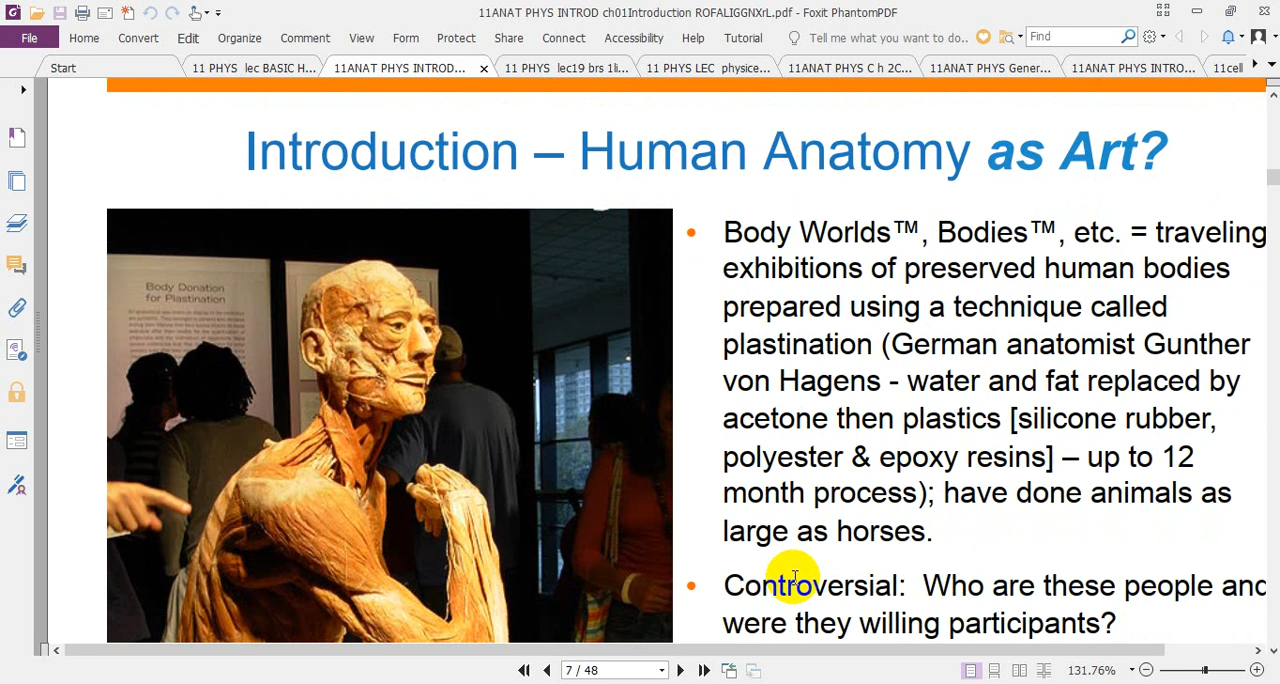 11ANAT PHYS INTROD ch01Introduction ROFALIGGNXrL.pdf - Foxit PhantomPDF
File Home Convert Edit Organize Comment View Form Protect Share Connect Accessibility Help Tutorial Tell me what you want to do.. Find
Start 11 PHYS lec BASIC H... 11ANAT PHYS INTROD... 11 PHYS lec19 brs 1li... 11 PHYS LEC physice... 11ANAT PHYS C h 2C... 11ANAT PHYS Gener... 11ANAT PHYS INTRO... 11cell
Introduction – Human Anatomy as Art?
Body Donation
for Plastination
• Body Worlds™, Bodies™, etc. = traveling
exhibitions of preserved human bodies
prepared using a technique called
plastination (German anatomist Gunther
von Hagens - water and fat replaced by
acetone then plastics [silicone rubber,
polyester & epoxy resins] – up to 12
month process); have done animals as
large as horses.
• Controversial: Who are these people and
were they willing participants?
7 / 48
131.76%